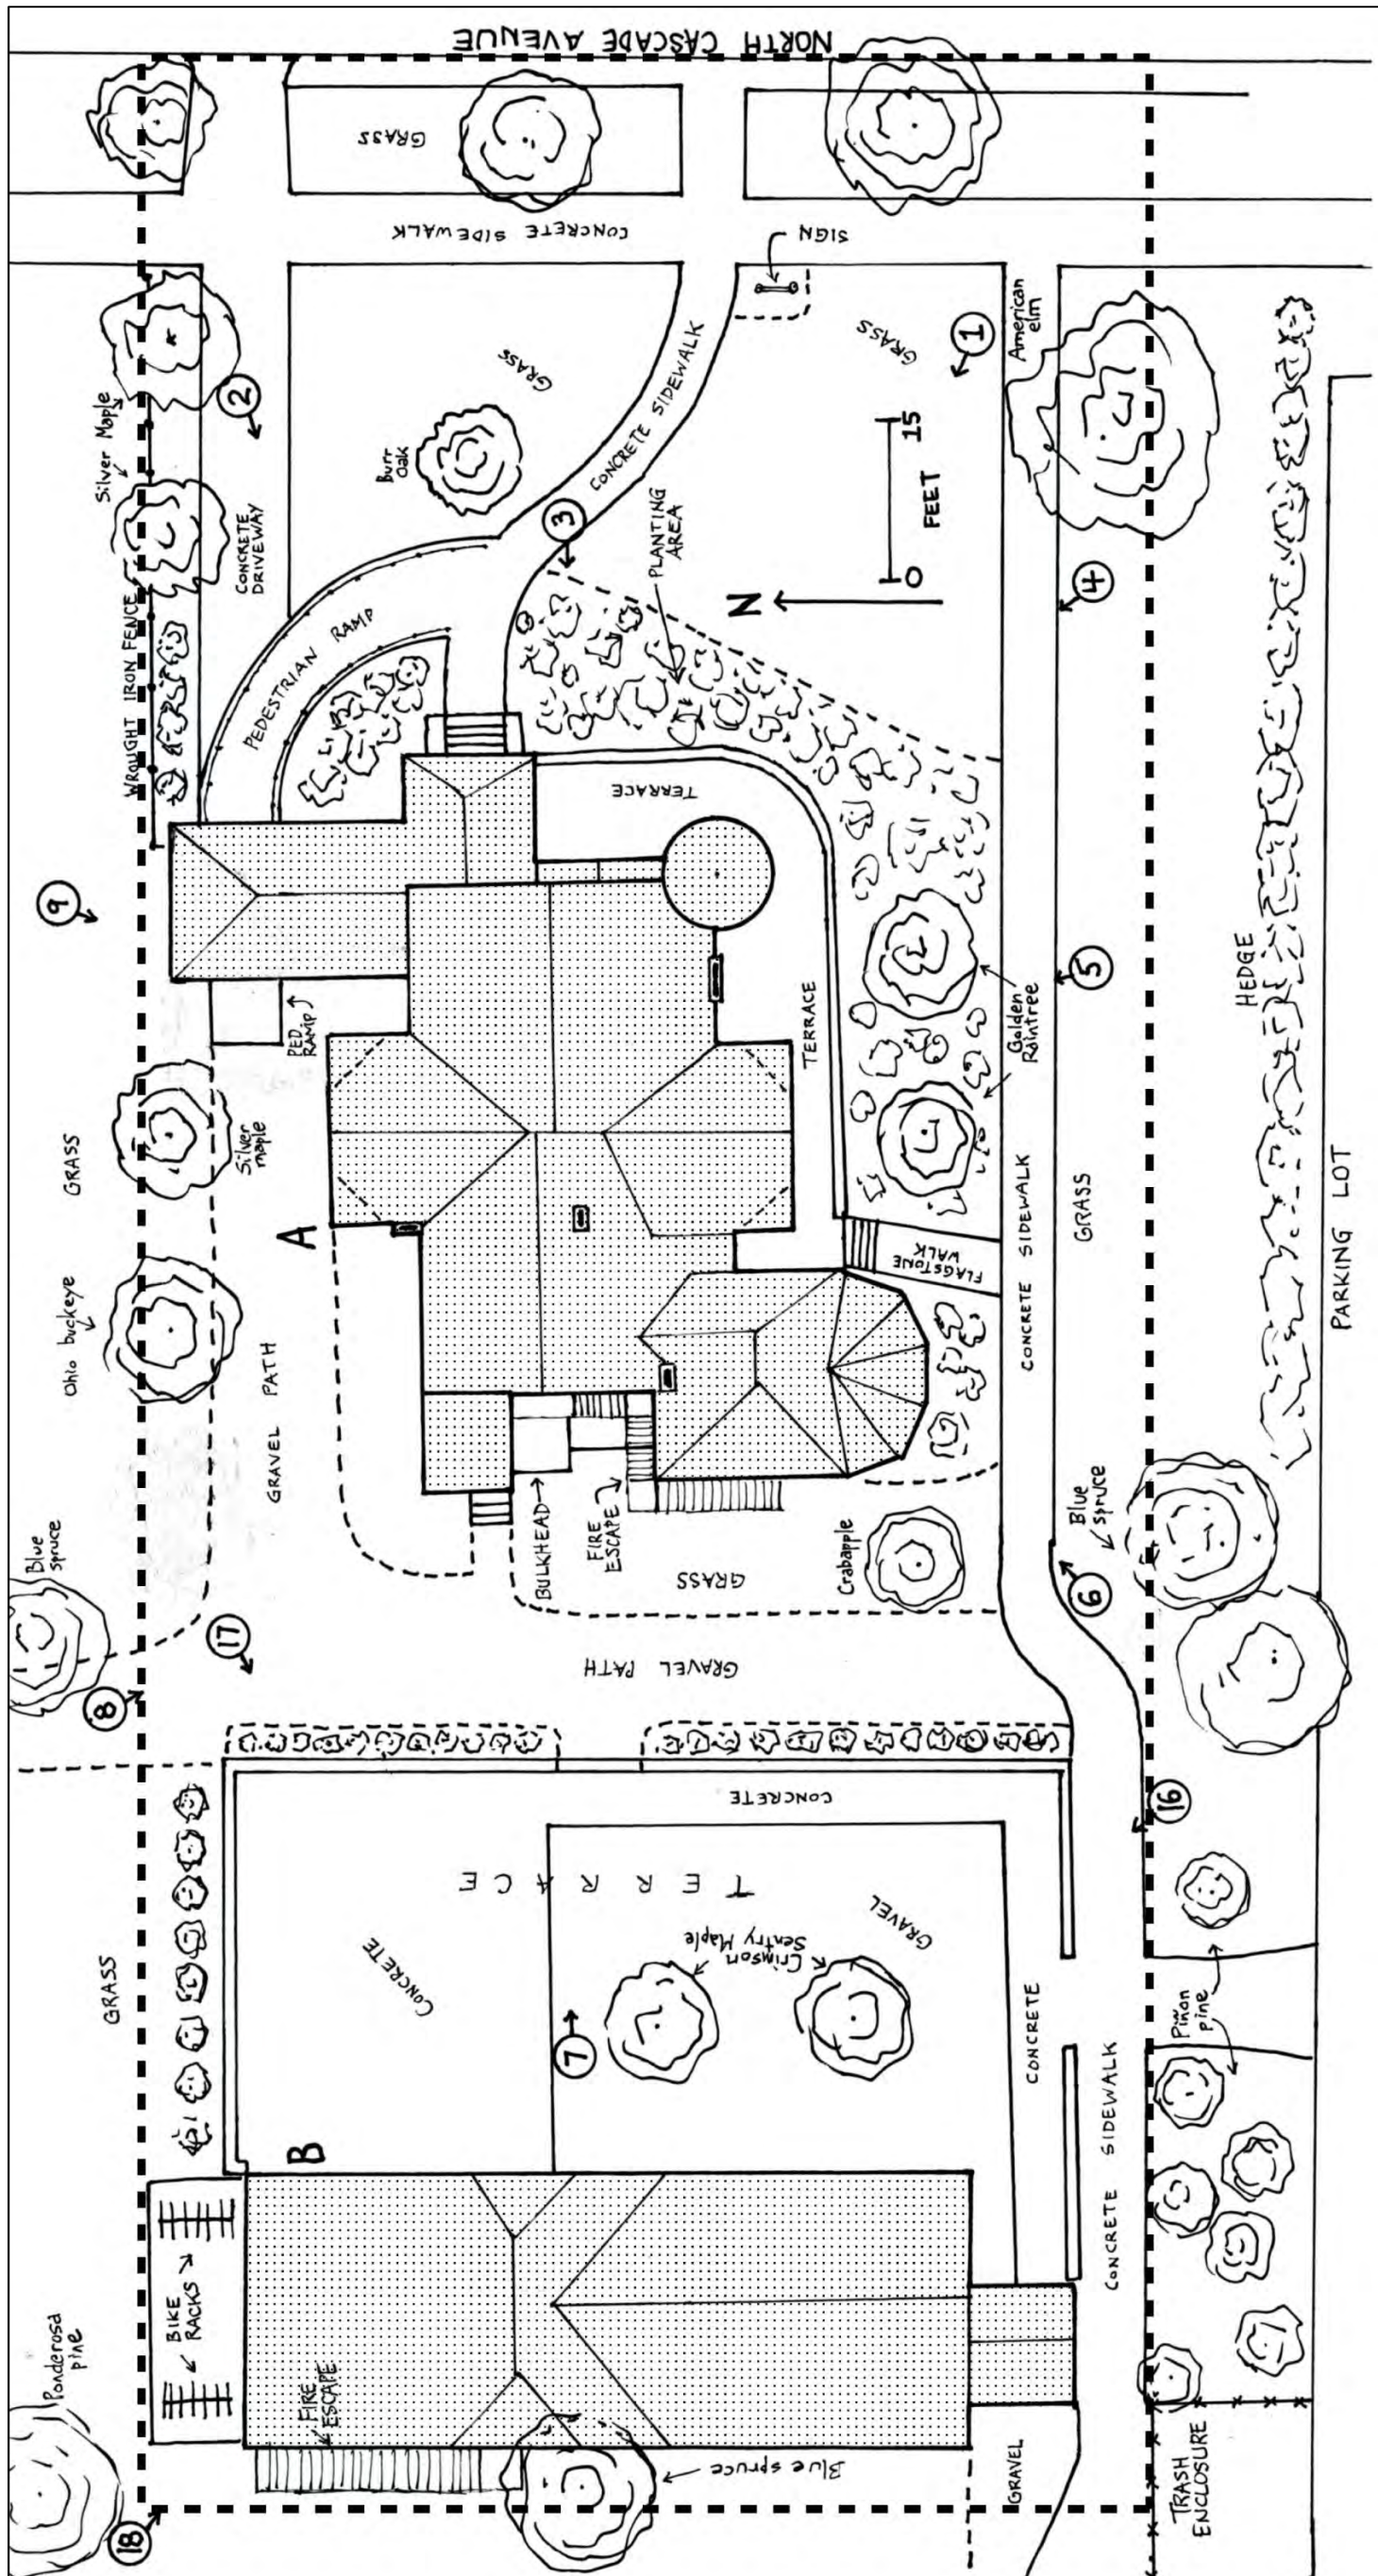 NORTH CASCADE AVENUE
GRASS
CONCRETE SIDEWALK
SIGN
Silver Maple
2
GRASS
GRASS
1
American
elm
Burr
oak
CONCRETE SIDEWALK
3
PLANTING
AREA
0 15
FEET
4
CONCRETE
DRIVEWAY
WROUGHT IRON FENCE
PEDESTRIAN RAMP
N
TERRACE
9
PED.
RAMP
5
HEDGE
TERRACE
Golden
Raintree
GRASS
Silver
maple
A
Ohio buckeye
FLAGSTONE
WALK
CONCRETE SIDEWALK
GRASS
PARKING LOT
GRAVEL PATH
Blue
spruce
BULKHEAD
FIRE
ESCAPE
GRASS
Crabapple
Blue
spruce
6
17
8
GRAVEL PATH
16
CONCRETE
TERRACE
GRASS
CONCRETE
Crimson
Sentry Maple
GRAVEL
7
CONCRETE
Piñon
pine
CONCRETE SIDEWALK
B
BIKE
RACKS
Ponderosa
pine
FIRE
ESCAPE
Blue spruce
GRAVEL
TRASH
ENCLOSURE
18